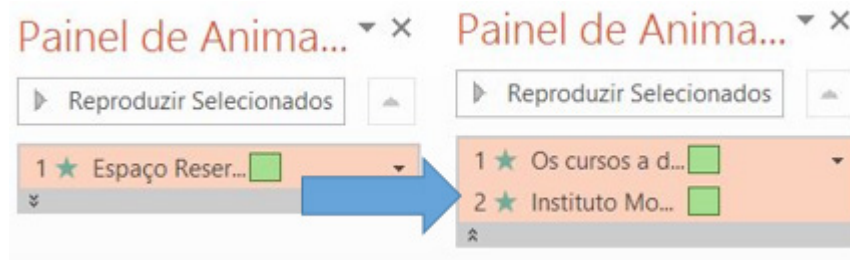 Painel de Anima...
Reproduzir Selecionados
1 Espaço Reser...
Painel de Anima...
Reproduzir Selecionados
1 Os cursos a d...
2 Instituto Mo...